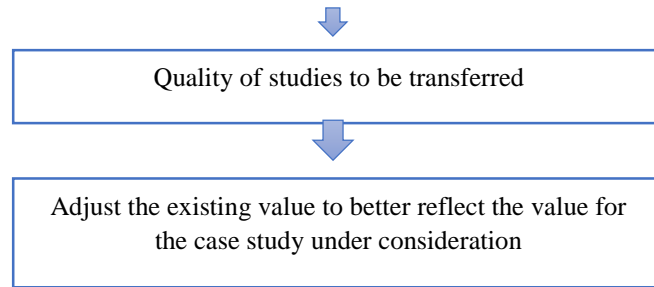 Quality of studies to be transferred
Adjust the existing value to better reflect the value for
the case study under consideration